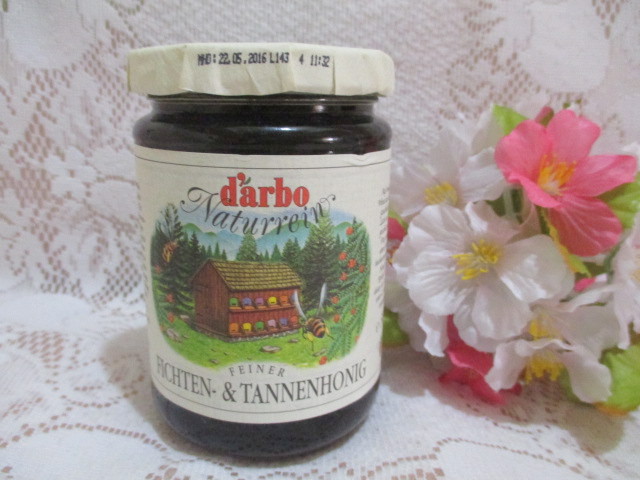 MHD: 22.05.2016 L143 4 11:32
d'arbo
Naturrein
FEINER
FICHTEN- & TANNENHONIG